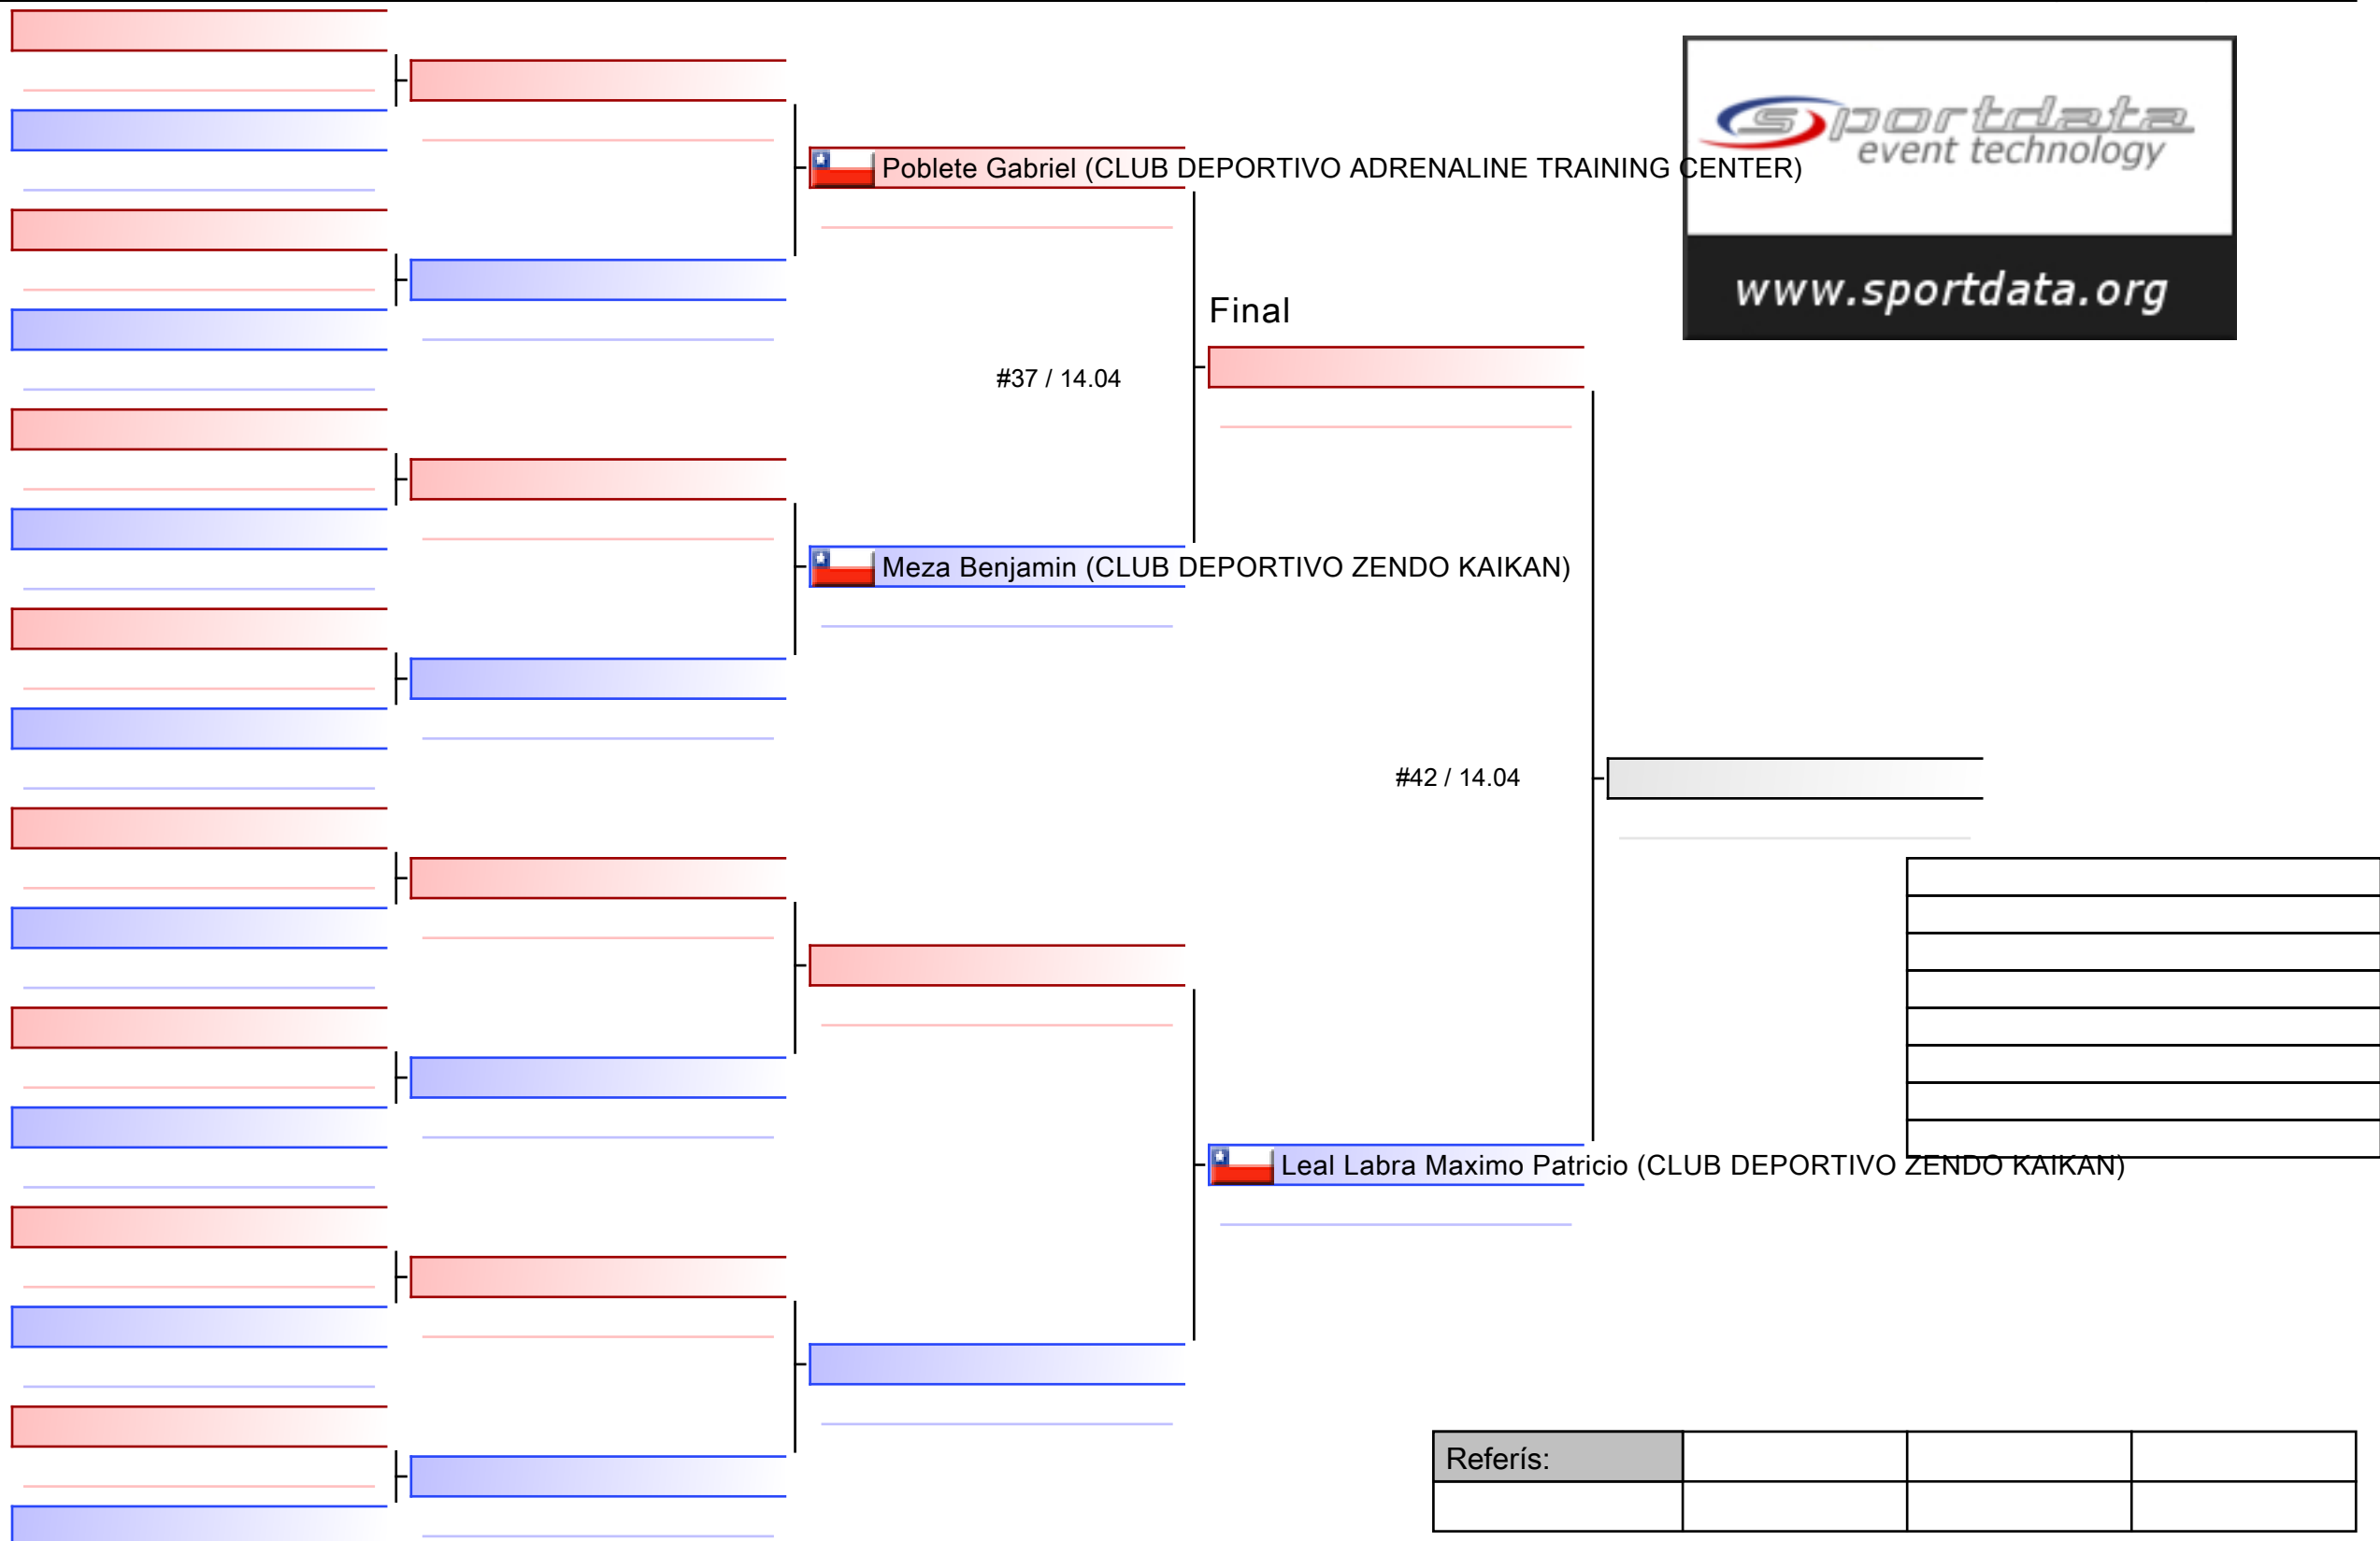 sportdata
event technology
www.sportdata.org
Poblete Gabriel (CLUB DEPORTIVO ADRENALINE TRAINING CENTER)
Final
#37 / 14.04
Meza Benjamin (CLUB DEPORTIVO ZENDO KAIKAN)
#42 / 14.04
Leal Labra Maximo Patricio (CLUB DEPORTIVO ZENDO KAIKAN)
Referís: